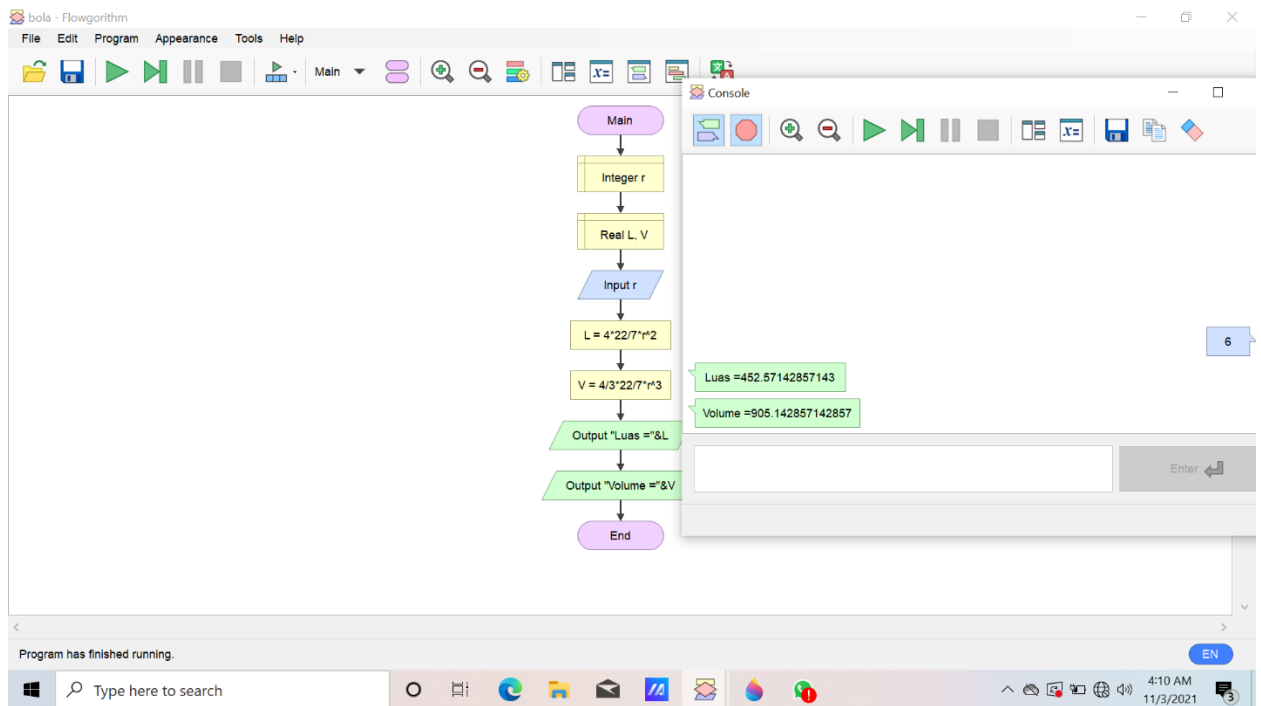 bola - Flowgorithm
File Edit Program Appearance Tools Help
Main
x=
Console
x=
Main
Integer r
Real L, V
Input r
L = 4*22/7*r^2
V = 4/3*22/7*r^3
Output "Luas ="&L
Output "Volume ="&V
End
6
Luas =452.57142857143
Volume =905.142857142857
Enter
Program has finished running.
EN
Type here to search
4:10 AM
11/3/2021
3